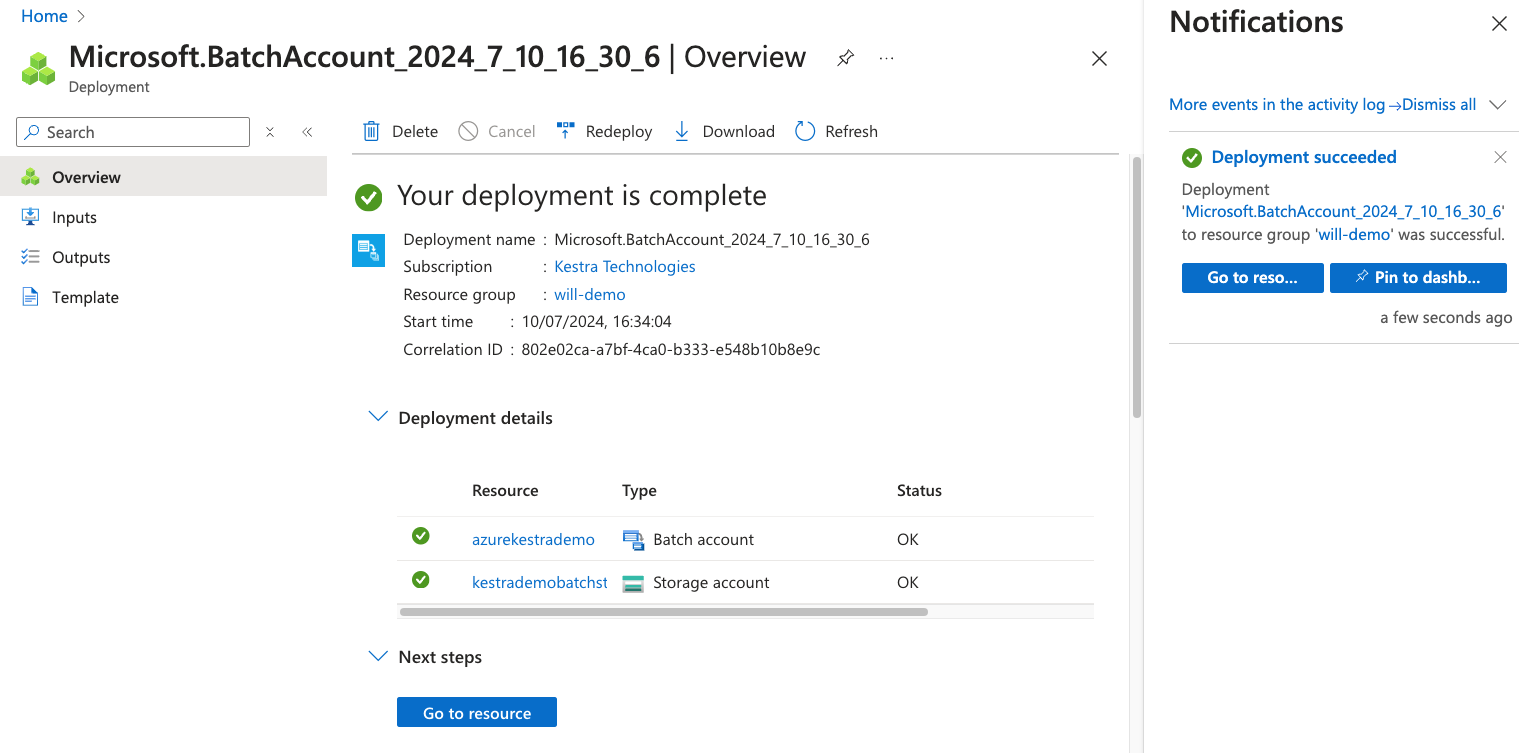 Home
Microsoft.BatchAccount_2024_7_10_16_30_6 | Overview
Deployment
Search
Overview
Inputs
Outputs
Template
Delete Cancel Redeploy Download Refresh
Your deployment is complete
Deployment name : Microsoft.BatchAccount_2024_7_10_16_30_6
Subscription : Kestra Technologies
Resource group : will-demo
Start time : 10/07/2024, 16:34:04
Correlation ID : 802e02ca-a7bf-4ca0-b333-e548b10b8e9c
Deployment details
Resource Type Status
azurekestrademo Batch account OK
kestrademobatchst Storage account OK
Next steps
Go to resource
Notifications
More events in the activity log → Dismiss all
Deployment succeeded
Deployment
'Microsoft.BatchAccount_2024_7_10_16_30_6'
to resource group 'will-demo' was successful.
Go to reso... Pin to dashb...
a few seconds ago